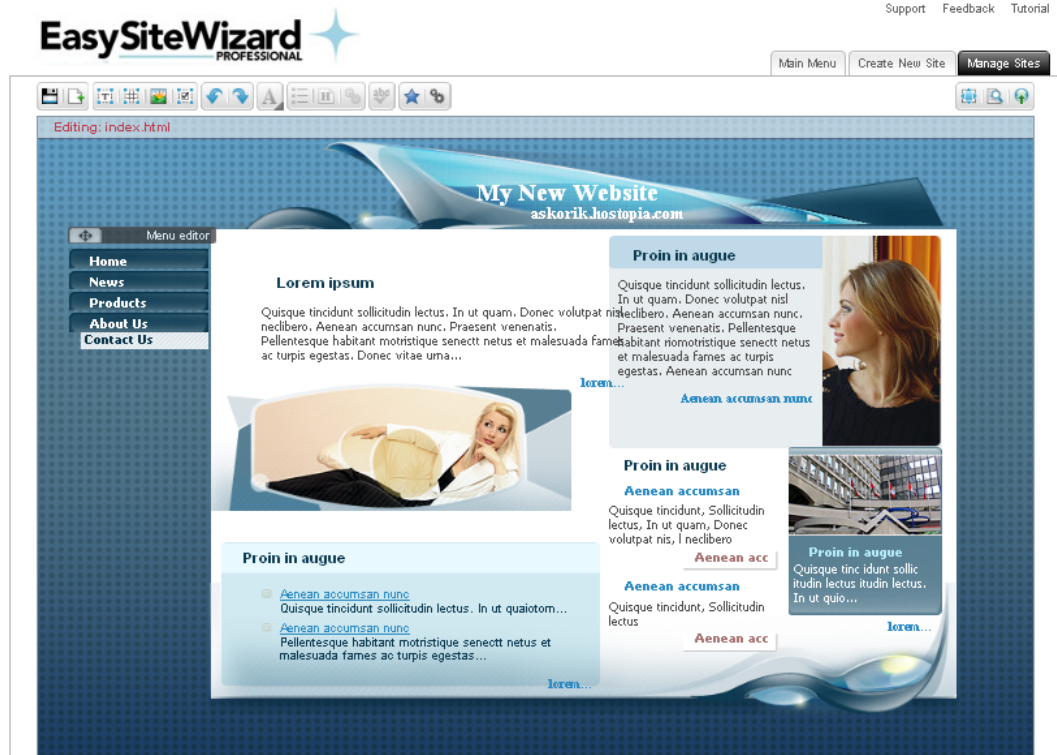 Support Feedback Tutorial
EasySiteWizard
PROFESSIONAL
Main Menu Create New Site Manage Sites
Editing: index.html
My New Website
askorik.hostopia.com
Menu editor
Home
News
Products
About Us
Contact Us
Lorem ipsum
Quisque tincidunt sollicitudin lectus. In ut quam. Donec volutpat nisl
neclibero. Aenean accumsan nunc. Praesent venenatis.
Pellentesque habitant motristique senectt netus et malesuada fames
ac turpis egestas. Donec vitae urna...
lorem...
Proin in augue
Quisque tincidunt sollicitudin lectus.
In ut quam. Donec volutpat nisl
neclibero. Aenean accumsan nunc.
Praesent venenatis. Pellentesque
habitant riomotristique senectt netus
et malesuada fames ac turpis
egestas. Aenean accumsan nunc
Aenean accumsan nunc
Proin in augue
Aenean accumsan
Quisque tincidunt, Sollicitudin
lectus, In ut quam, Donec
volutpat nis, l neclibero
Aenean acc
Aenean accumsan
Quisque tincidunt, Sollicitudin
lectus
Aenean acc
Proin in augue
Quisque tinc idunt sollic
itudin lectus itudin lectus.
In ut quio...
lorem...
Proin in augue
Aenean accumsan nunc
Quisque tincidunt sollicitudin lectus. In ut quaiotom...
Aenean accumsan nunc
Pellentesque habitant motristique senectt netus et
malesuada fames ac turpis egestas...
lorem...